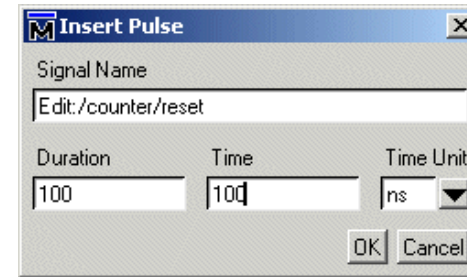 Insert Pulse
Signal Name
Edit:/counter/reset
Duration Time Time Unit
100 100 ns
OK Cancel